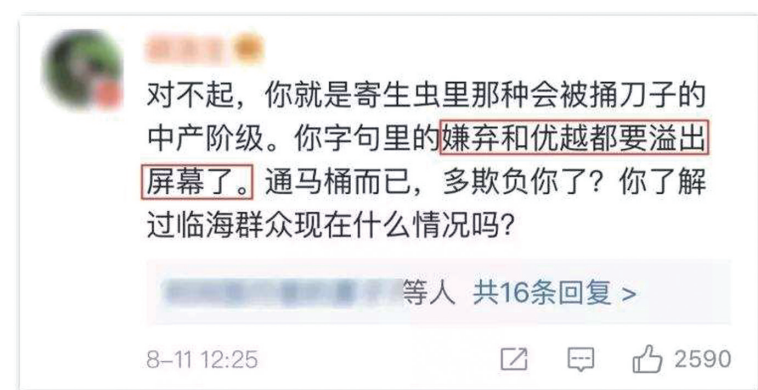 对不起，你就是寄生虫里那种会被捅刀子的
中产阶级。你字句里的嫌弃和优越都要溢出
屏幕了。通马桶而已，多欺负你了？你了解
过临海群众现在什么情况吗？
等人 共16条回复 >
8-11 12:25
2590